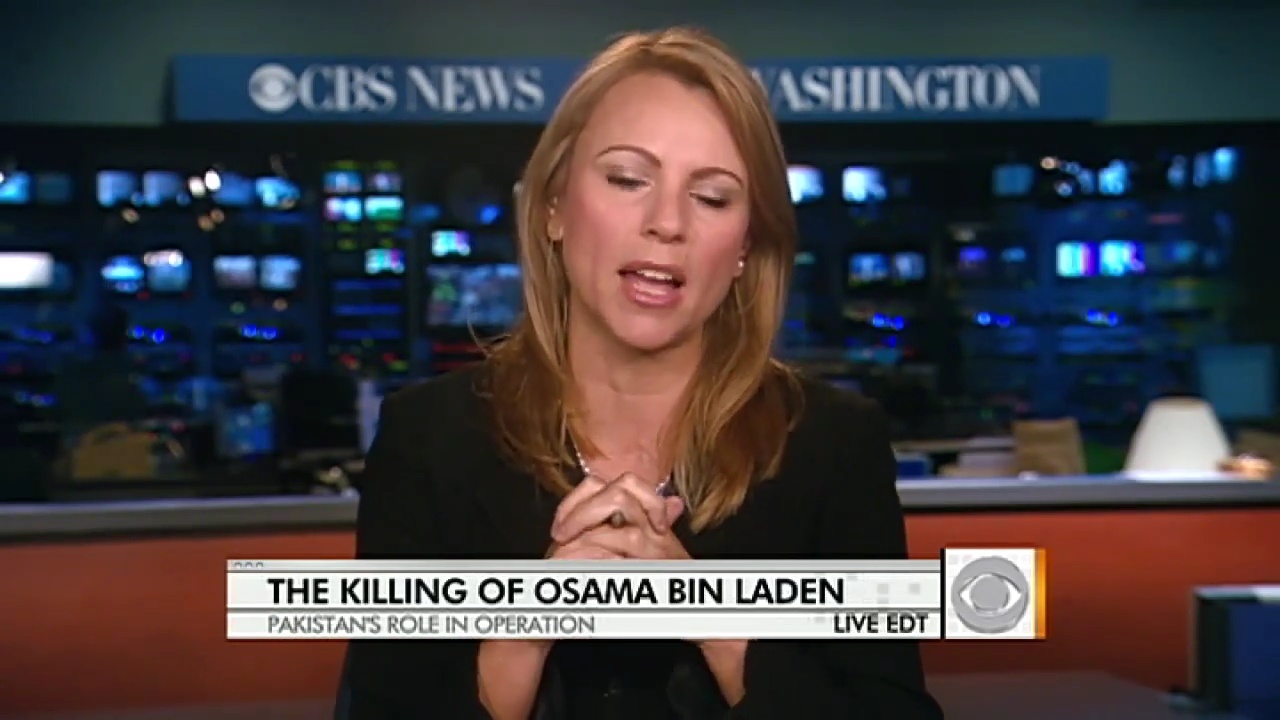 CBS NEWS WASHINGTON
THE KILLING OF OSAMA BIN LADEN
PAKISTAN'S ROLE IN OPERATION LIVE EDT